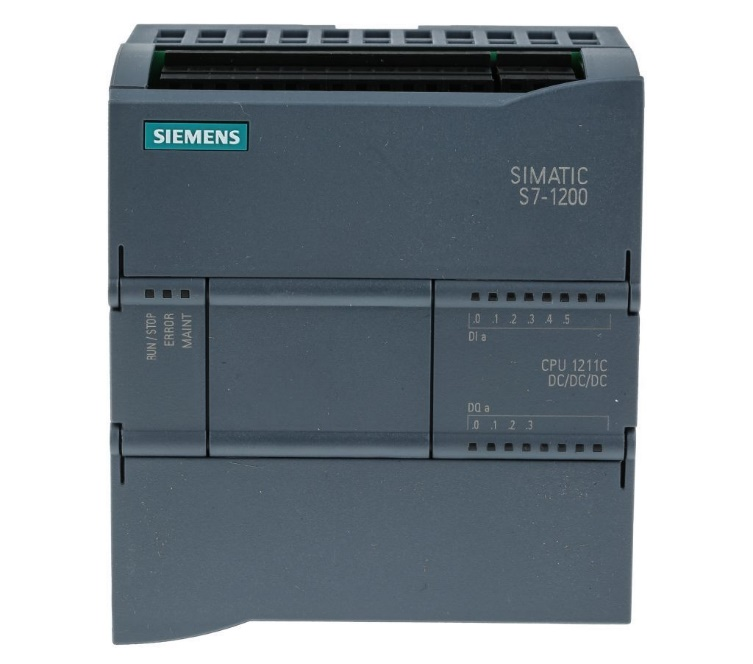 SIEMENS
SIMATIC
S7-1200
RUN / STOP
ERROR
MAINT
.0 .1 .2 .3 .4 .5
DI a
CPU 1211C
DC/DC/DC
DQ a
.0 .1 .2 .3